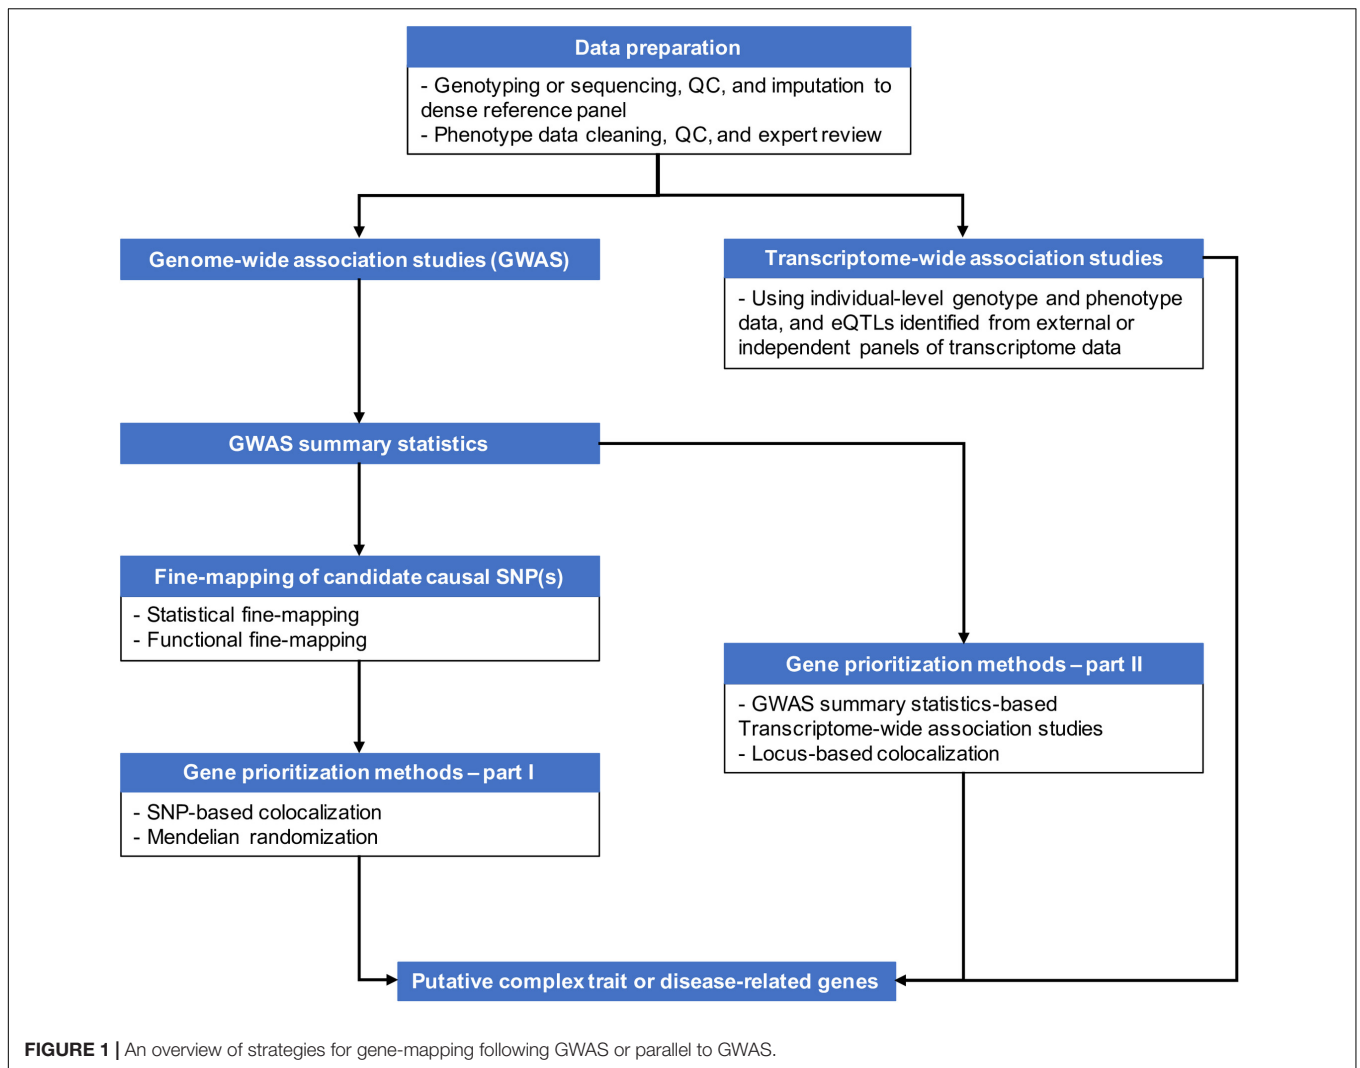 Data preparation
- Genotyping or sequencing, QC, and imputation to
dense reference panel
- Phenotype data cleaning, QC, and expert review
Genome-wide association studies (GWAS)
Transcriptome-wide association studies
- Using individual-level genotype and phenotype
data, and eQTLs identified from external or
independent panels of transcriptome data
GWAS summary statistics
Fine-mapping of candidate causal SNP(s)
- Statistical fine-mapping
- Functional fine-mapping
Gene prioritization methods – part II
- GWAS summary statistics-based
Transcriptome-wide association studies
- Locus-based colocalization
Gene prioritization methods – part I
- SNP-based colocalization
- Mendelian randomization
Putative complex trait or disease-related genes
FIGURE 1 | An overview of strategies for gene-mapping following GWAS or parallel to GWAS.